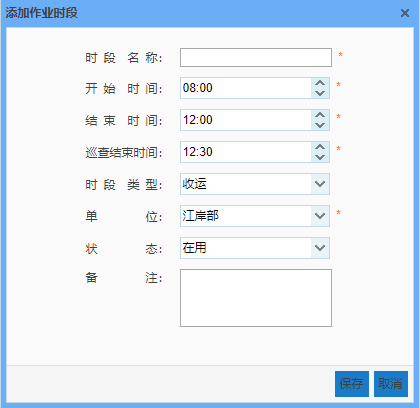 添加作业时段
时 段 名 称: *
开 始 时 间: 08:00 *
结 束 时 间: 12:00 *
巡查结束时间: 12:30 *
时 段 类 型: 收运
单 位: 江岸部 *
状 态: 在用
备 注:
保存 取消